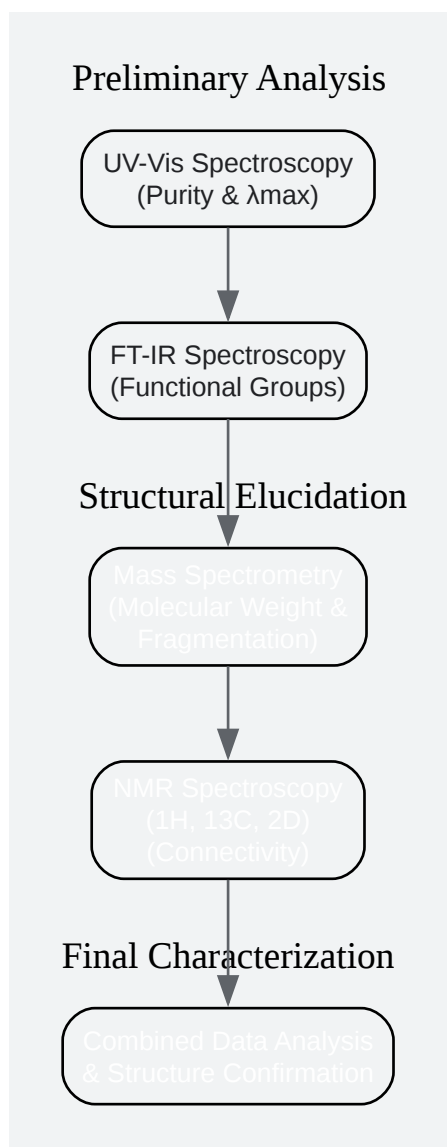 Preliminary Analysis
UV-Vis Spectroscopy
(Purity & λmax)
FT-IR Spectroscopy
(Functional Groups)
Structural Elucidation
Mass Spectrometry
(Molecular Weight &
Fragmentation)
NMR Spectroscopy
(1H, 13C, 2D)
(Connectivity)
Final Characterization
Combined Data Analysis
& Structure Confirmation